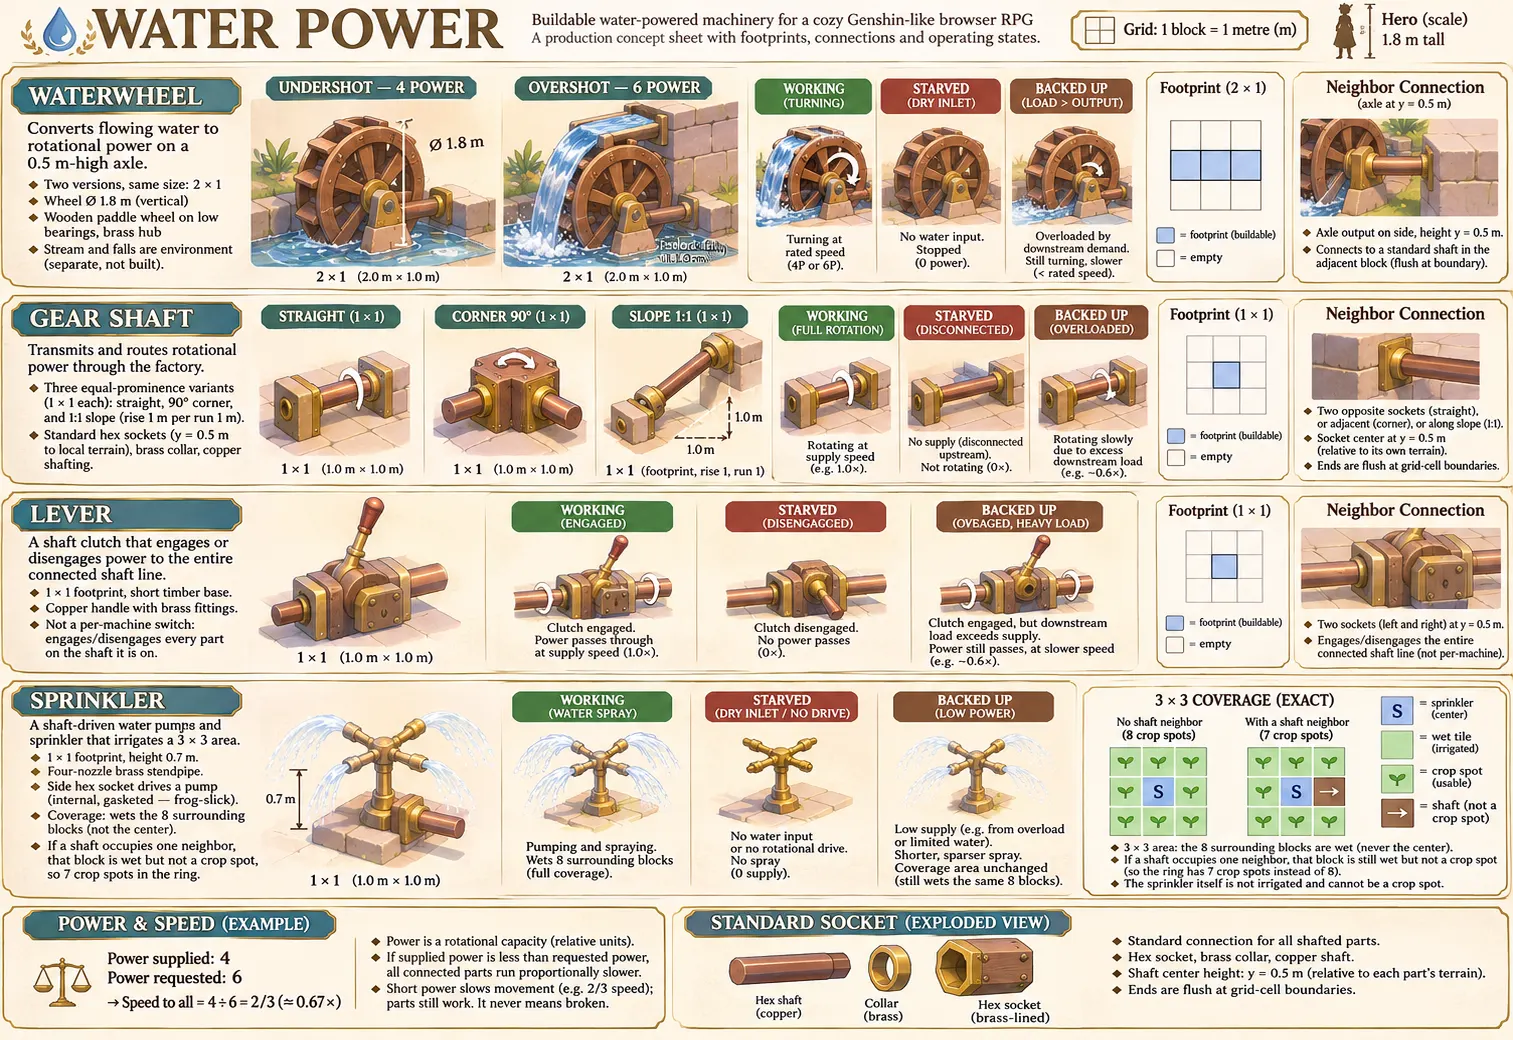 WATER POWER
Buildable water-powered machinery for a cozy Genshin-like browser RPG
A production concept sheet with footprints, connections and operating states.
Grid: 1 block = 1 metre (m)
Hero (scale)
1.8 m tall
WATERWHEEL
Converts flowing water to
rotational power on a
0.5 m-high axle.
◆ Two versions, same size: 2 × 1
◆ Wheel Ø 1.8 m (vertical)
◆ Wooden paddle wheel on low
bearings, brass hub
◆ Stream and falls are environment
(separate, not built).
UNDERSHOT — 4 POWER
Ø 1.8 m
2 × 1 (2.0 m × 1.0 m)
OVERSHOT — 6 POWER
2 × 1 (2.0 m × 1.0 m)
WORKING
(TURNING)
Turning at
rated speed
(4P or 6P).
STARVED
(DRY INLET)
No water input.
Stopped
(0 power).
BACKED UP
(LOAD > OUTPUT)
Overloaded by
downstream demand.
Still turning, slower
(< rated speed).
Footprint (2 × 1)
= footprint (buildable)
= empty
Neighbor Connection
(axle at y = 0.5 m)
◆ Axle output on side, height y = 0.5 m.
◆ Connects to a standard shaft in the
adjacent block (flush at boundary).
GEAR SHAFT
Transmits and routes rotational
power through the factory.
◆ Three equal-prominence variants
(1 × 1 each): straight, 90° corner,
and 1:1 slope (rise 1 m per run 1 m).
◆ Standard hex sockets (y = 0.5 m
to local terrain), brass collar, copper
shafting.
STRAIGHT (1 × 1)
1 × 1 (1.0 m × 1.0 m)
CORNER 90° (1 × 1)
1 × 1 (1.0 m × 1.0 m)
SLOPE 1:1 (1 × 1)
1.0 m
1.0 m
1 × 1 (footprint, rise 1, run 1)
WORKING
(FULL ROTATION)
Rotating at
supply speed
(e.g. 1.0×).
STARVED
(DISCONNECTED)
No supply (disconnected
upstream).
Not rotating (0×).
BACKED UP
(OVERLOADED)
Rotating slowly
due to excess
downstream load
(e.g. ~0.6×).
Footprint (1 × 1)
= footprint (buildable)
= empty
Neighbor Connection
◆ Two opposite sockets (straight),
or adjacent (corner), or along slope (1:1).
◆ Socket center at y = 0.5 m
(relative to its own terrain).
◆ Ends are flush at grid-cell boundaries.
LEVER
A shaft clutch that engages or
disengages power to the entire
connected shaft line.
◆ 1 × 1 footprint, short timber base.
◆ Copper handle with brass fittings.
◆ Not a per-machine switch:
engages/disengages every part
on the shaft it is on.
1 × 1 (1.0 m × 1.0 m)
WORKING
(ENGAGED)
Clutch engaged.
Power passes through
at supply speed (1.0×).
STARVED
(DISENGAGCED)
Clutch disengaged.
No power passes
(0×).
BACKED UP
(OVEAGED, HEAVY LOAD)
Clutch engaged, but downstream
load exceeds supply.
Power still passes, at slower speed
(e.g. ~0.6×).
Footprint (1 × 1)
= footprint (buildable)
= empty
Neighbor Connection
◆ Two sockets (left and right) at y = 0.5 m.
◆ Engages/disengages the entire
connected shaft line (not per-machine).
SPRINKLER
A shaft-driven water pumps and
sprinkler that irrigates a 3 × 3 area.
◆ 1 × 1 footprint, height 0.7 m.
◆ Four-nozzle brass standpipe.
◆ Side hex socket drives a pump
(internal, gasketed — frog-slick).
◆ Coverage: wets the 8 surrounding
blocks (not the center).
◆ If a shaft occupies one neighbor,
that block is wet but not a crop spot,
so 7 crop spots in the ring.
0.7 m
1 × 1 (1.0 m × 1.0 m)
WORKING
(WATER SPRAY)
Pumping and spraying.
Wets 8 surrounding blocks
(full coverage).
STARVED
(DRY INLET / NO DRIVE)
No water input
or no rotational drive.
No spray
(0 supply).
BACKED UP
(LOW POWER)
Low supply (e.g. from overload
or limited water).
Shorter, sparser spray.
Coverage area unchanged
(still wets the same 8 blocks).
3 × 3 COVERAGE (EXACT)
No shaft neighbor
(8 crop spots)
S
With a shaft neighbor
(7 crop spots)
S →
S = sprinkler
(center)
= wet tile
(irrigated)
= crop spot
(usable)
→ = shaft (not a
crop spot)
◆ 3 × 3 area: the 8 surrounding blocks are wet (never the center).
◆ If a shaft occupies one neighbor, that block is still wet but not a crop spot
(so the ring has 7 crop spots instead of 8).
◆ The sprinkler itself is not irrigated and cannot be a crop spot.
POWER & SPEED (EXAMPLE)
Power supplied: 4
Power requested: 6
→ Speed to all = 4 ÷ 6 = 2/3 (≃ 0.67×)
◆ Power is a rotational capacity (relative units).
◆ If supplied power is less than requested power,
all connected parts run proportionally slower.
◆ Short power slows movement (e.g. 2/3 speed);
parts still work. It never means broken.
STANDARD SOCKET (EXPLODED VIEW)
Hex shaft
(copper)
Collar
(brass)
Hex socket
(brass-lined)
◆ Standard connection for all shafted parts.
◆ Hex socket, brass collar, copper shaft.
◆ Shaft center height: y = 0.5 m (relative to each part's terrain).
◆ Ends are flush at grid-cell boundaries.